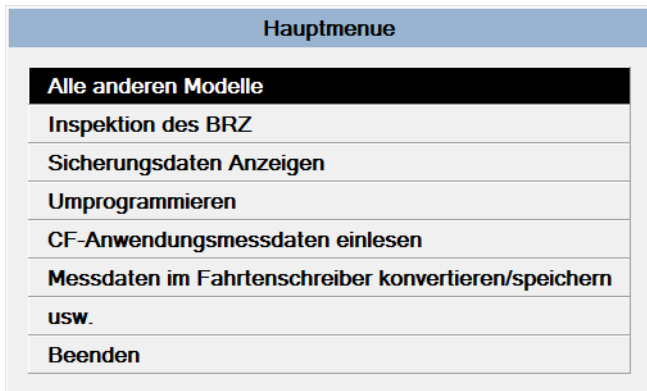 Hauptmenue
Alle anderen Modelle
Inspektion des BRZ
Sicherungsdaten Anzeigen
Umprogrammieren
CF-Anwendungsmessdaten einlesen
Messdaten im Fahrtenschreiber konvertieren/speichern
usw.
Beenden